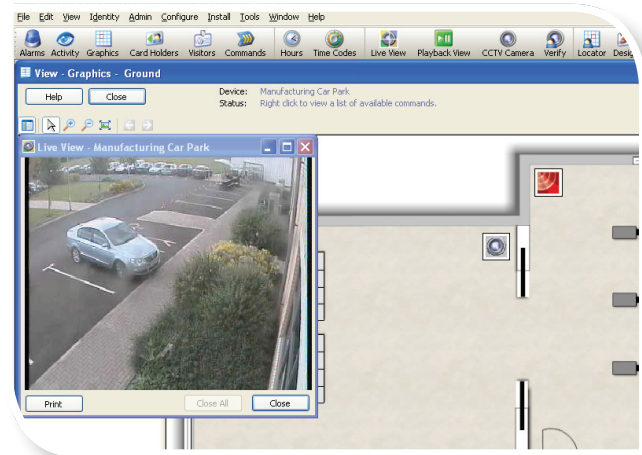 File Edit View Identity Admin Configure Install Tools Window Help
Alarms Activity Graphics Card Holders Visitors Commands Hours Time Codes Live View Playback View CCTV Camera Verify Locator
View - Graphics - Ground
Help Close
Device: Manufacturing Car Park
Status: Right click to view a list of available commands.
Live View - Manufacturing Car Park
Print Close All Close